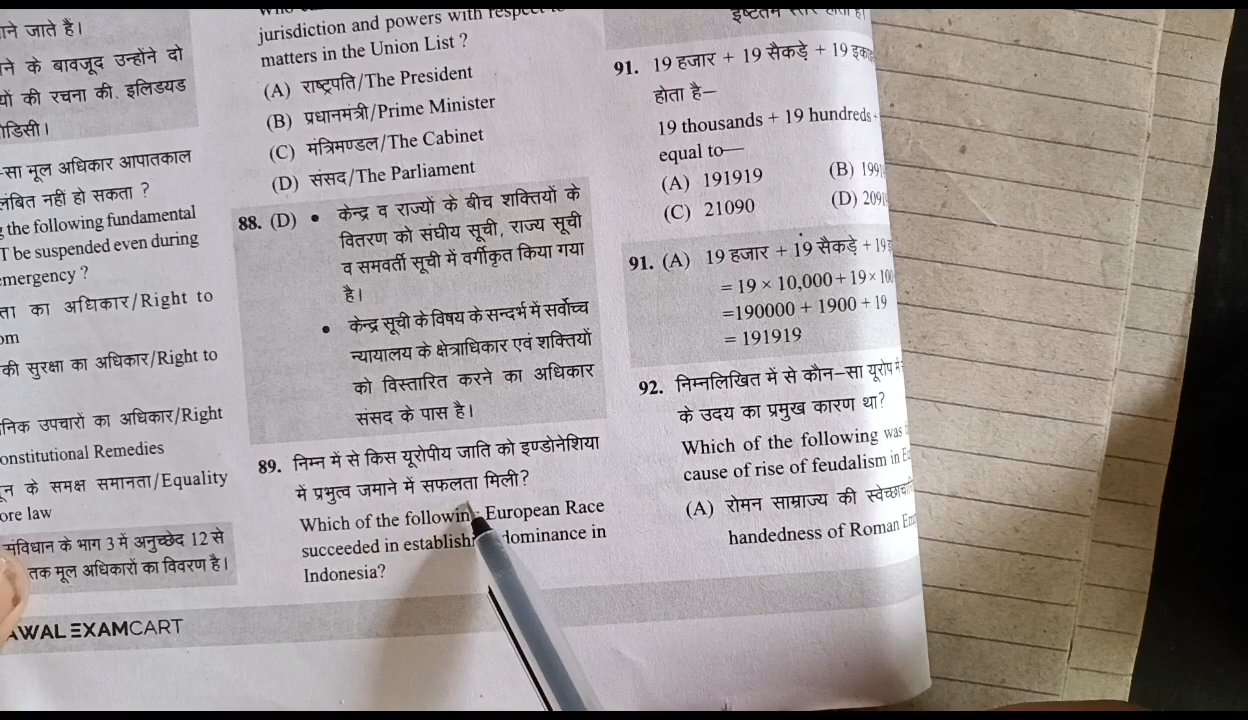 ाने जाते है।
ने के बावजूद उन्होंने दो
यों की रचना की. इलियड
ोडिसी।
-सा मूल अधिकार आपातकाल
लंबित नहीं हो सकता ?
the following fundamental
T be suspended even during
mergency ?
ता का अधिकार/Right to
om
की सुरक्षा का अधिकार/Right to
निक उपचारों का अधिकार/Right
onstitutional Remedies
ून के समक्ष समानता/Equality
ore law
संविधान के भाग 3 में अनुच्छेद 12 से
तक मूल अधिकारों का विवरण है।
AWAL EXAMCART
jurisdiction and powers with respect to
matters in the Union List ?
(A) राष्ट्रपति/The President
(B) प्रधानमंत्री/Prime Minister
(C) मंत्रिमण्डल/The Cabinet
(D) संसद/The Parliament
88. (D) • केन्द्र व राज्यों के बीच शक्तियों के
वितरण को संघीय सूची, राज्य सूची
व समवर्ती सूची में वर्गीकृत किया गया
है।
• केन्द्र सूची के विषय के सन्दर्भ में सर्वोच्च
न्यायालय के क्षेत्राधिकार एवं शक्तियों
को विस्तारित करने का अधिकार
संसद के पास है।
89. निम्न में से किस यूरोपीय जाति को इण्डोनेशिया
में प्रभुत्व जमाने में सफलता मिली?
Which of the followin European Race
succeeded in establish dominance in
Indonesia?
इष्टतम स्तर होता है।
91. 19 हजार + 19 सैकड़े + 19 इका
होता है—
19 thousands + 19 hundreds
equal to—
(A) 191919 (B) 1991
(C) 21090 (D) 2091
91. (A) 19 हजार + 19 सैकड़े + 19 इ
= 19 × 10,000 + 19 × 100
=190000 + 1900 + 19
= 191919
92. निम्नलिखित में से कौन-सा यूरोप में
के उदय का प्रमुख कारण था?
Which of the following was
cause of rise of feudalism in E
(A) रोमन साम्राज्य की स्वेच्छाचारि
handedness of Roman Em